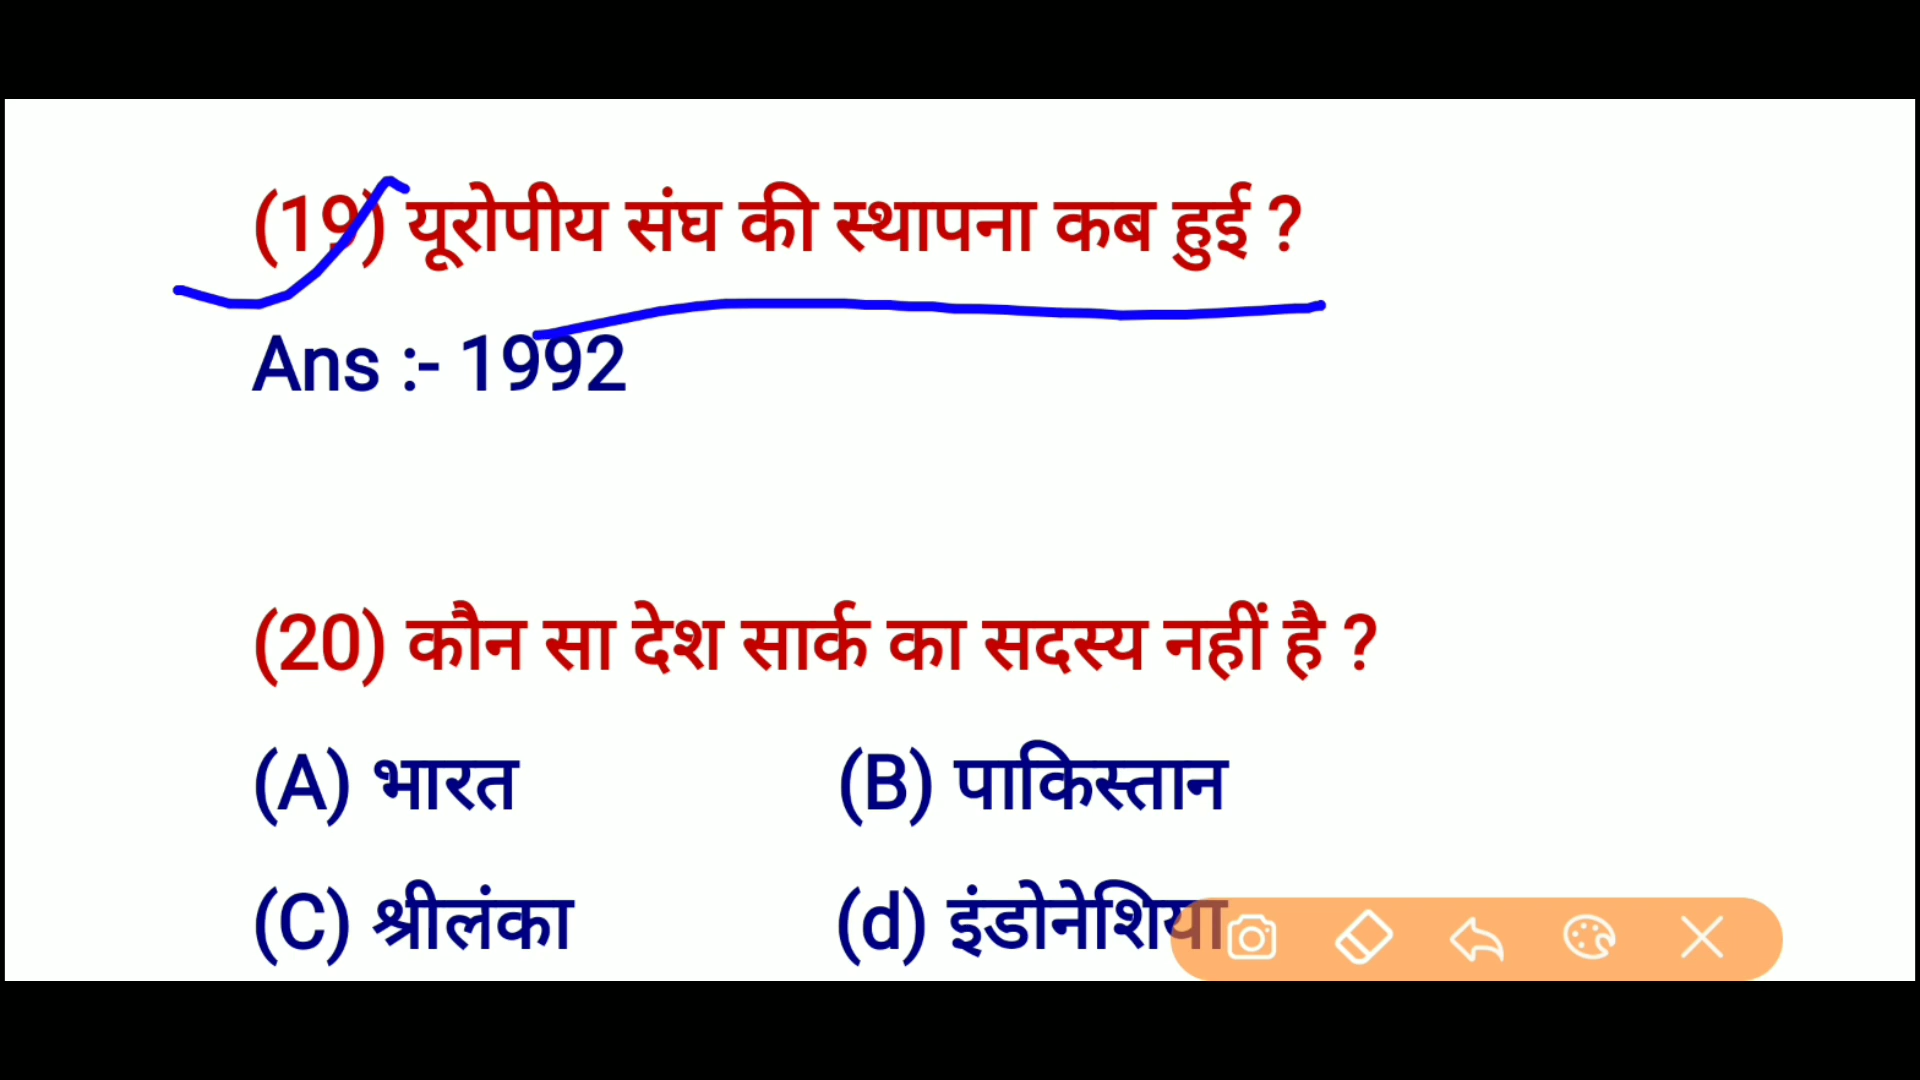 (19) यूरोपीय संघ की स्थापना कब हुई ?
Ans :- 1992
(20) कौन सा देश सार्क का सदस्य नहीं है ?
(A) भारत (B) पाकिस्तान
(C) श्रीलंका (d) इंडोनेशिया